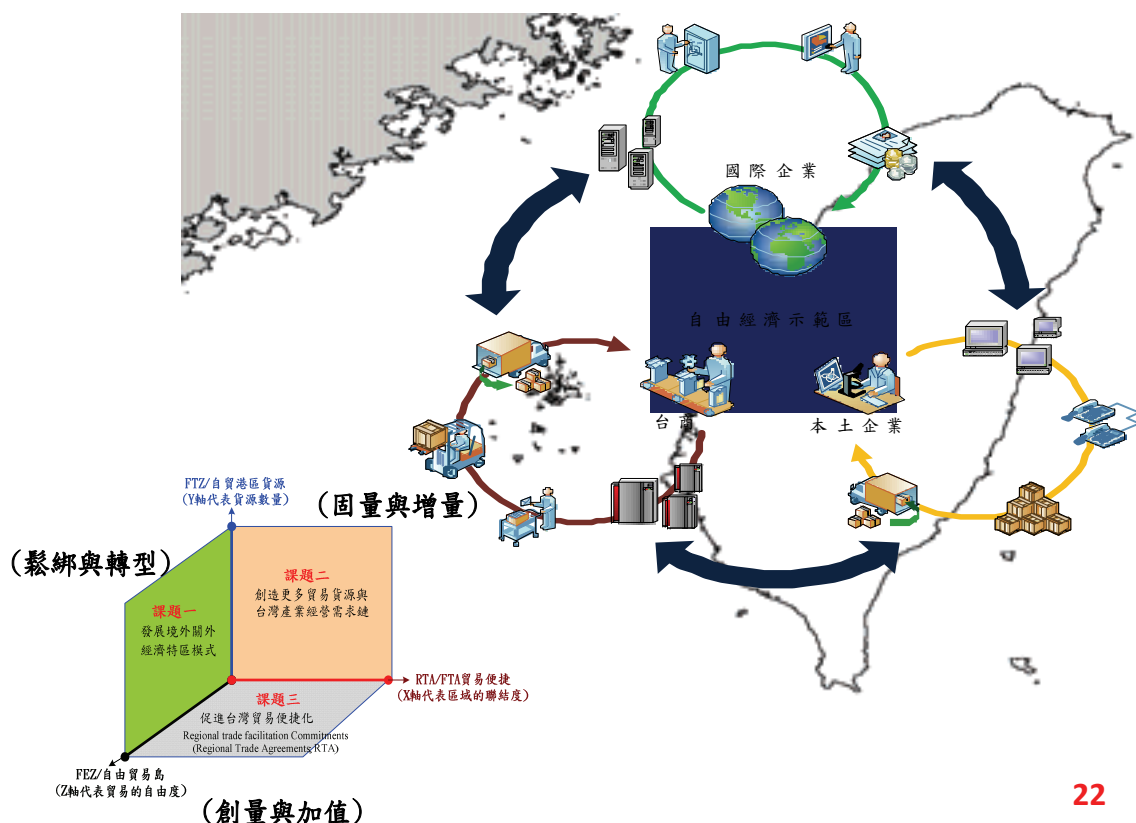 國際企業
自由經濟示範區
台商
本土企業
FTZ/自貿港區貨源
(Y軸代表貨源數量)
(固量與增量)
(鬆綁與轉型)
課題二
創造更多貿易貨源與
台灣產業經營需求鏈
課題一
發展境外關外
經濟特區模式
RTA/FTA貿易便捷
(X軸代表區域的聯結度)
課題三
促進台灣貿易便捷化
Regional trade facilitation Commitments
(Regional Trade Agreements, RTA)
FEZ/自由貿易島
(Z軸代表貿易的自由度)
(創量與加值)
22